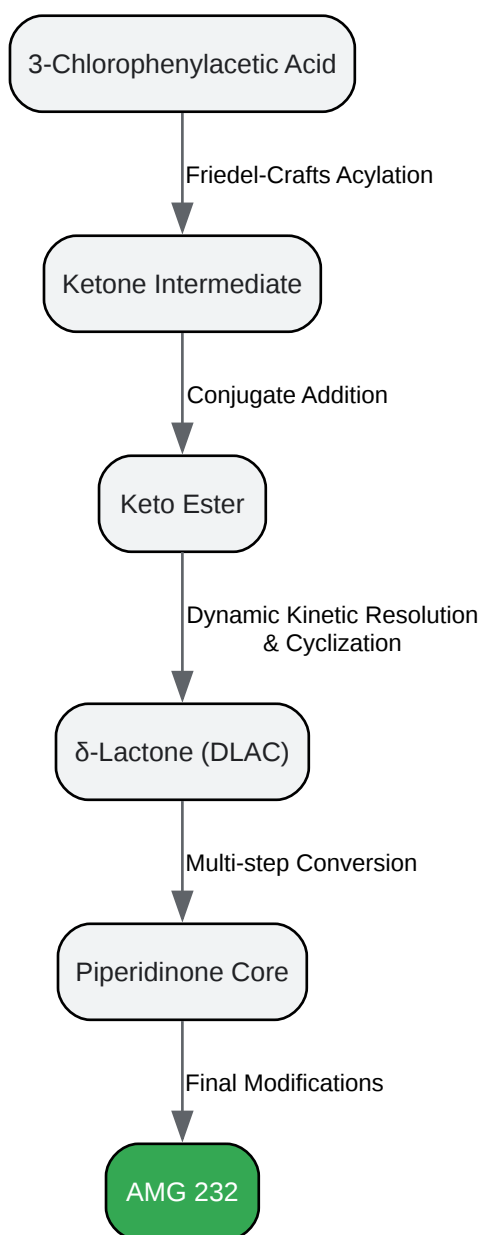 3-Chlorophenylacetic Acid
Friedel-Crafts Acylation
Ketone Intermediate
Conjugate Addition
Keto Ester
Dynamic Kinetic Resolution
& Cyclization
δ-Lactone (DLAC)
Multi-step Conversion
Piperidinone Core
Final Modifications
AMG 232